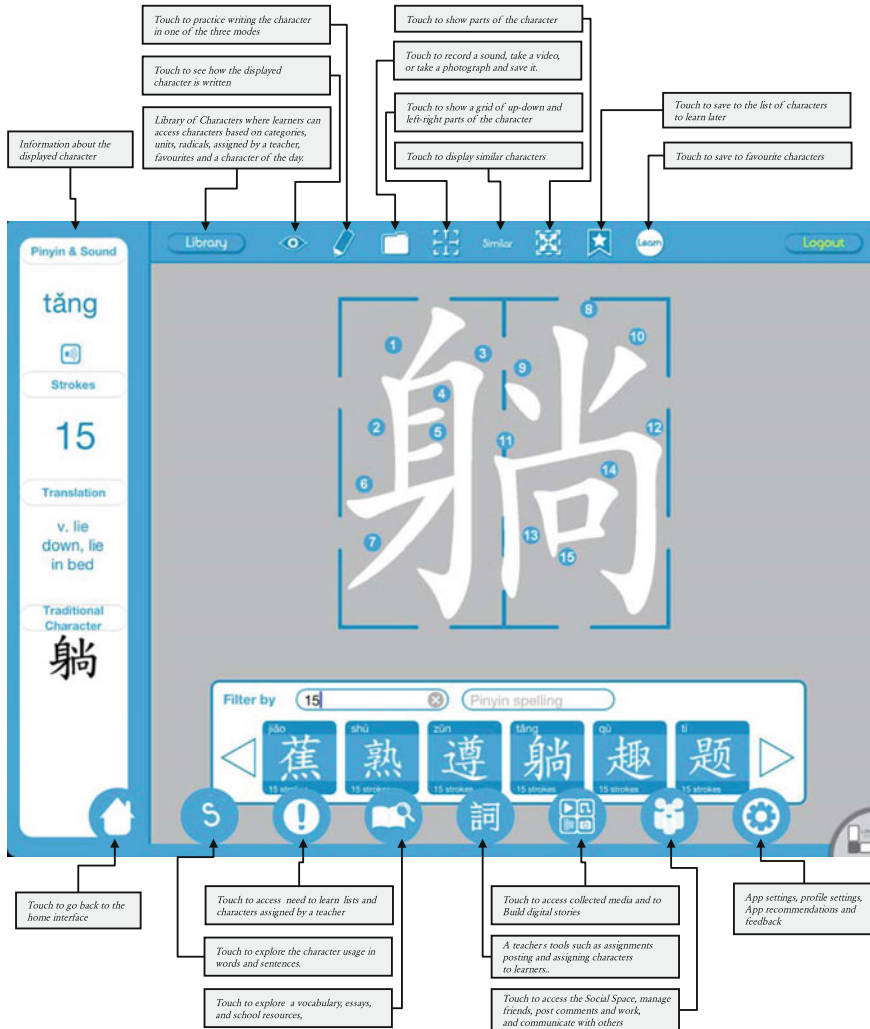 Touch to practice writing the character
in one of the three modes
Touch to show parts of the character
Touch to see how the displayed
character is written
Touch to record a sound, take a video,
or take a photograph and save it.
Library of Characters where learners can
access characters based on categories,
units, radicals, assigned by a teacher,
favourites and a character of the day.
Touch to show a grid of up-down and
left-right parts of the character
Touch to save to the list of characters
to learn later
Information about the
displayed character
Touch to display similar characters
Touch to save to favourite characters
Pinyin & Sound
Library
Similar
Learn
Logout
tǎng
Strokes
15
Translation
v. lie
down, lie
in bed
Traditional
Character
躺
躺
1
2
3
4
5
6
7
8
9
10
11
12
13
14
15
Filter by
15
Pinyin spelling
jiāo
shú
zūn
tǎng
qù
tí
蕉
熟
遵
躺
趣
题
15 strokes
15 strokes
15 strokes
15 strokes
15 strokes
15 strokes
S
詞
Touch to go back to the
home interface
Touch to access need to learn lists and
characters assigned by a teacher
Touch to explore the character usage in
words and sentences.
Touch to explore a vocabulary, essays,
and school resources,
Touch to access collected media and to
Build digital stories
A teacher's tools such as assignments
posting and assigning characters
to learners..
Touch to access the Social Space, manage
friends, post comments and work,
and communicate with others
App settings, profile settings,
App recommendations and
feedback